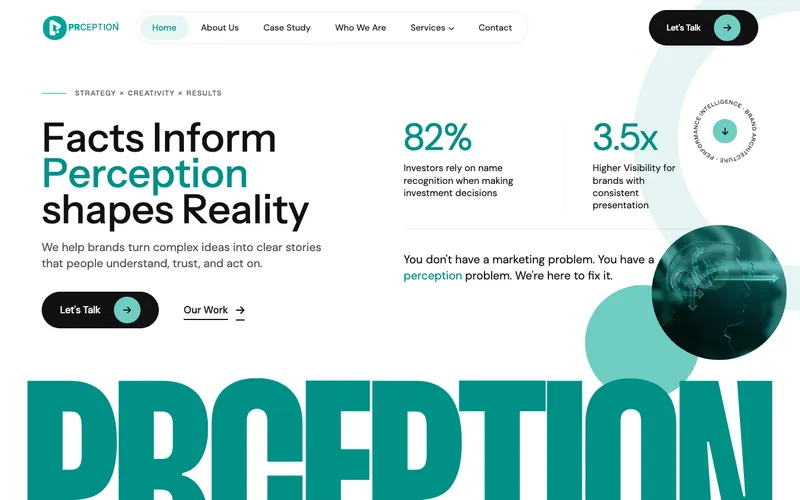 PRCEPTION
Home
About Us
Case Study
Who We Are
Services
Contact
Let's Talk
STRATEGY × CREATIVITY × RESULTS
Facts Inform
Perception
shapes Reality
We help brands turn complex ideas into clear stories
that people understand, trust, and act on.
Let's Talk
Our Work
82%
Investors rely on name
recognition when making
investment decisions
3.5x
Higher Visibility for
brands with
consistent
presentation
PERFORMANCE INTELLIGENCE · BRAND ARCHITECTURE ·
You don't have a marketing problem. You have a
perception problem. We're here to fix it.
PRCEPTION